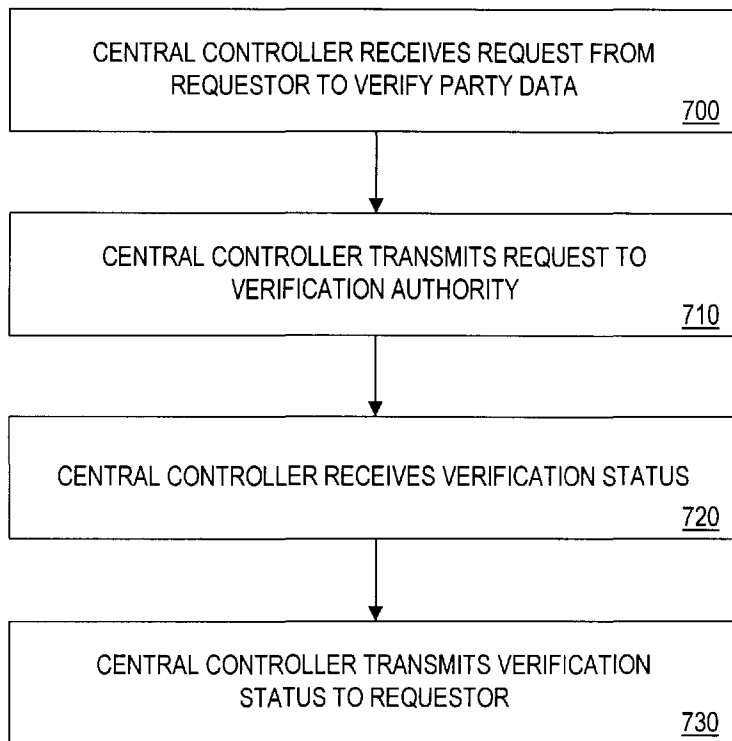 CENTRAL CONTROLLER RECEIVES REQUEST FROM
REQUESTOR TO VERIFY PARTY DATA
700
CENTRAL CONTROLLER TRANSMITS REQUEST TO
VERIFICATION AUTHORITY
710
CENTRAL CONTROLLER RECEIVES VERIFICATION STATUS
720
CENTRAL CONTROLLER TRANSMITS VERIFICATION
STATUS TO REQUESTOR
730